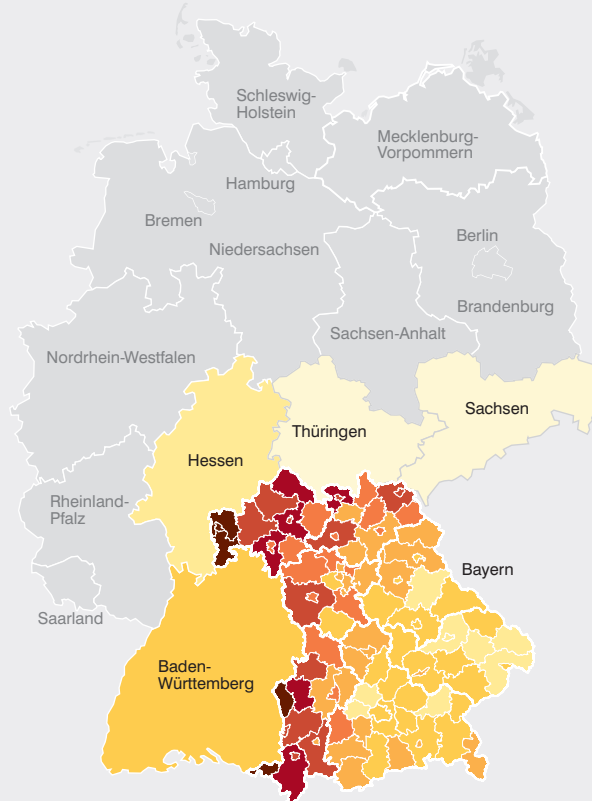 Schleswig-
Holstein
Mecklenburg-
Vorpommern
Hamburg
Bremen
Niedersachsen
Berlin
Brandenburg
Sachsen-Anhalt
Nordrhein-Westfalen
Sachsen
Thüringen
Hessen
Rheinland-
Pfalz
Bayern
Saarland
Baden-
Württemberg